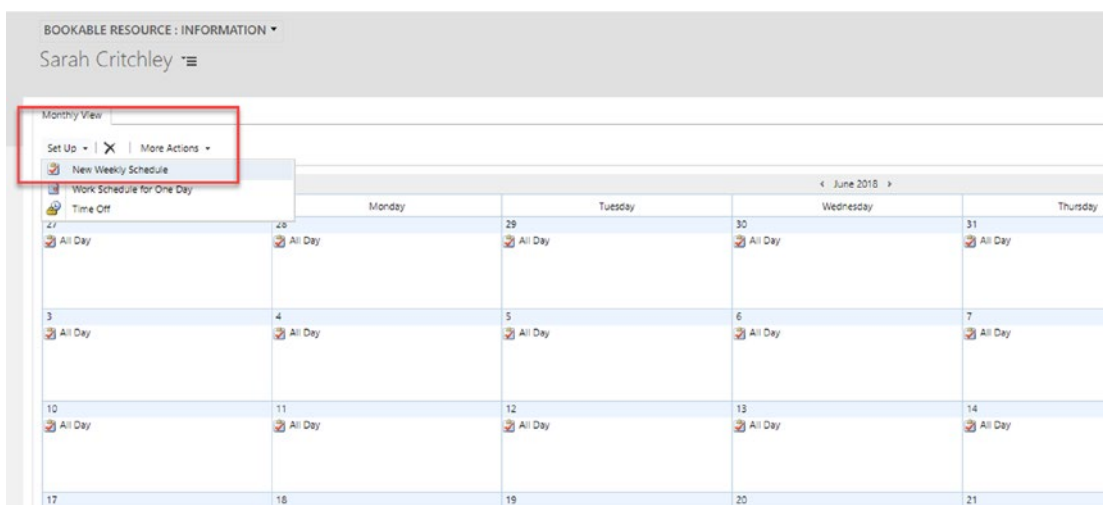 BOOKABLE RESOURCE : INFORMATION
Sarah Critchley
Monthly View
Set Up | More Actions
New Weekly Schedule
Work Schedule for One Day
Time Off
June 2018
Monday Tuesday Wednesday Thursday
27 28 29 30 31
All Day All Day All Day All Day All Day
3 4 5 6 7
All Day All Day All Day All Day All Day
10 11 12 13 14
All Day All Day All Day All Day All Day
17 18 19 20 21